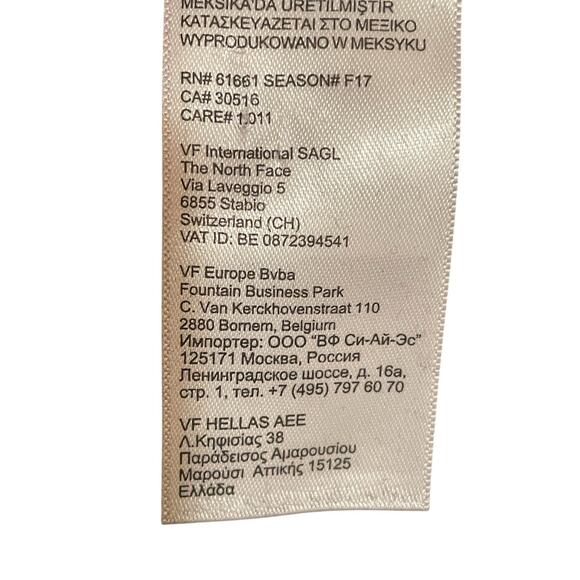 MEKSİKA'DA ÜRETİLMİŞTİR
ΚΑΤΑΣΚΕΥΑΖΕΤΑΙ ΣΤΟ ΜΕΞΙΚΟ
WYPRODUKOWANO W MEKSYKU
RN# 61661 SEASON# F17
CA# 30516
CARE# 1.011
VF International SAGL
The North Face
Via Laveggio 5
6855 Stabio
Switzerland (CH)
VAT ID: BE 0872394541
VF Europe Bvba
Fountain Business Park
C. Van Kerckhovenstraat 110
2880 Bornem, Belgium
Импортер: ООО "ВФ Си-Ай-Эс"
125171 Москва, Россия
Ленинградское шоссе, д. 16а,
стр. 1, тел. +7 (495) 797 60 70
VF HELLAS AEE
Λ.Κηφισίας 38
Παράδεισος Αμαρουσίου
Μαρούσι Αττικής 15125
Ελλάδα